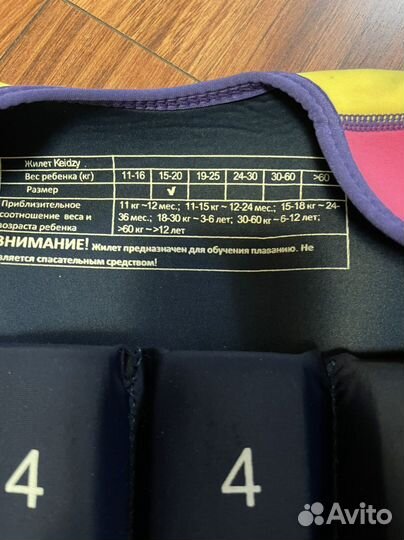 Жилет Keidzy 11-16 15-20 19-25 24-30 30-60 >60
Вес ребенка (кг)
Размер ✓
Приблизительное соотношение веса и возраста ребенка
11 кг~12 мес.; 11-15 кг ~ 12-24 мес.; 15-18 кг ~ 24-
36 мес.; 18-30 кг ~ 3-6 лет; 30-60 кг ~ 6-12 лет;
>60 кг ~ >12 лет
ВНИМАНИЕ! Жилет предназначен для обучения плаванию. Не
является спасательным средством!
4 4
Avito